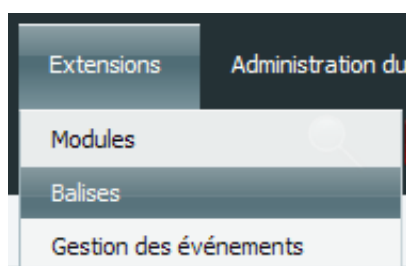 Extensions Administration du
Modules
Balises
Gestion des événements